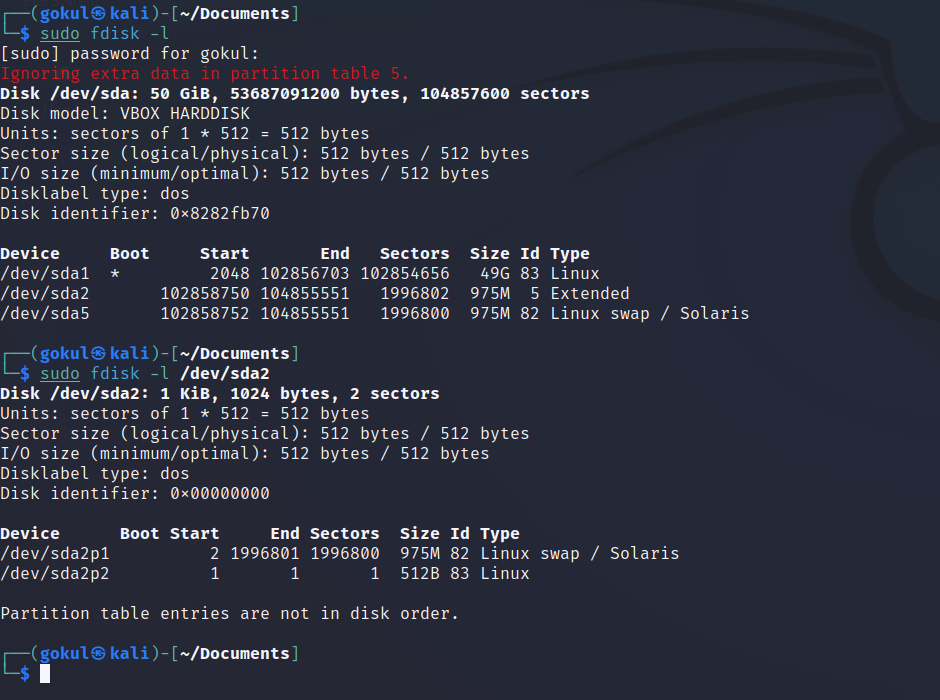 ┌──(gokul㉿kali)-[~/Documents]
└─$ sudo fdisk -l
[sudo] password for gokul:
Ignoring extra data in partition table 5.
Disk /dev/sda: 50 GiB, 53687091200 bytes, 104857600 sectors
Disk model: VBOX HARDDISK
Units: sectors of 1 * 512 = 512 bytes
Sector size (logical/physical): 512 bytes / 512 bytes
I/O size (minimum/optimal): 512 bytes / 512 bytes
Disklabel type: dos
Disk identifier: 0x8282fb70
Device     Boot     Start       End   Sectors  Size Id Type
/dev/sda1  *         2048 102856703 102854656   49G 83 Linux
/dev/sda2       102858750 104855551   1996802  975M  5 Extended
/dev/sda5       102858752 104855551   1996800  975M 82 Linux swap / Solaris
┌──(gokul㉿kali)-[~/Documents]
└─$ sudo fdisk -l /dev/sda2
Disk /dev/sda2: 1 KiB, 1024 bytes, 2 sectors
Units: sectors of 1 * 512 = 512 bytes
Sector size (logical/physical): 512 bytes / 512 bytes
I/O size (minimum/optimal): 512 bytes / 512 bytes
Disklabel type: dos
Disk identifier: 0x00000000
Device      Boot Start     End Sectors  Size Id Type
/dev/sda2p1          2 1996801 1996800  975M 82 Linux swap / Solaris
/dev/sda2p2          1       1       1  512B 83 Linux
Partition table entries are not in disk order.
┌──(gokul㉿kali)-[~/Documents]
└─$